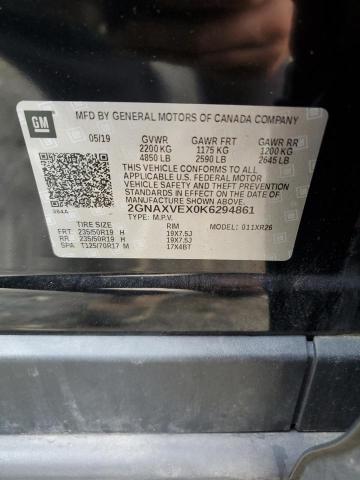 GM
MFD BY GENERAL MOTORS OF CANADA COMPANY
05/19 GVWR GAWR FRT GAWR RR
2200 KG 1175 KG 1200 KG
4850 LB 2590 LB 2645 LB
THIS VEHICLE CONFORMS TO ALL
APPLICABLE U.S. FEDERAL MOTOR
VEHICLE SAFETY, BUMPER, AND THEFT
PREVENTION STANDARDS IN EFFECT ON
THE DATE OF MANUFACTURE SHOWN
ABOVE.
2GNAXVEX0K6294861
TYPE: M.P.V. MODEL: 011XR26
TIRE SIZE RIM
FRT 235/50R19 H 19X7.5J
RR 235/50R19 H 19X7.5J
SPA T125/70R17 M 17X4BT